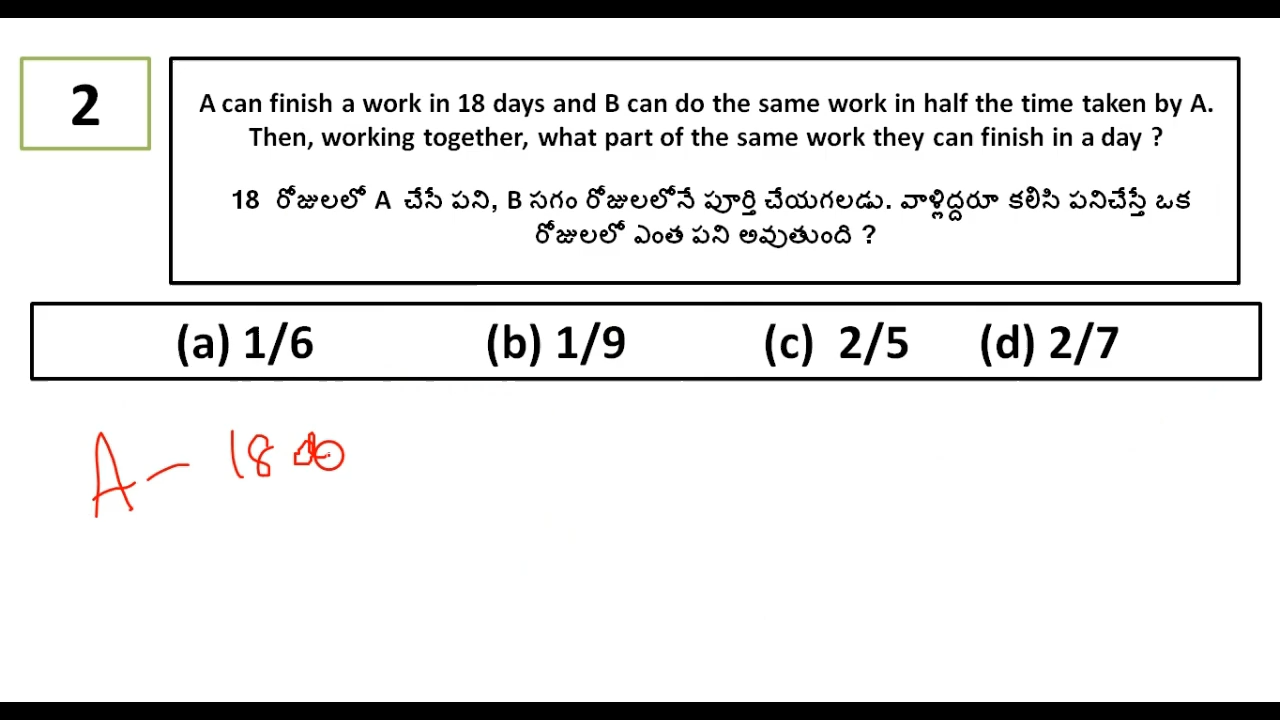 2
A can finish a work in 18 days and B can do the same work in half the time taken by A.
Then, working together, what part of the same work they can finish in a day ?
18 రోజులలో A చేసే పని, B సగం రోజులలోనే పూర్తి చేయగలడు. వాళ్లిద్దరూ కలిసి పనిచేస్తే ఒక
రోజులలో ఎంత పని అవుతుంది ?
(a) 1/6 (b) 1/9 (c) 2/5 (d) 2/7
A - 18